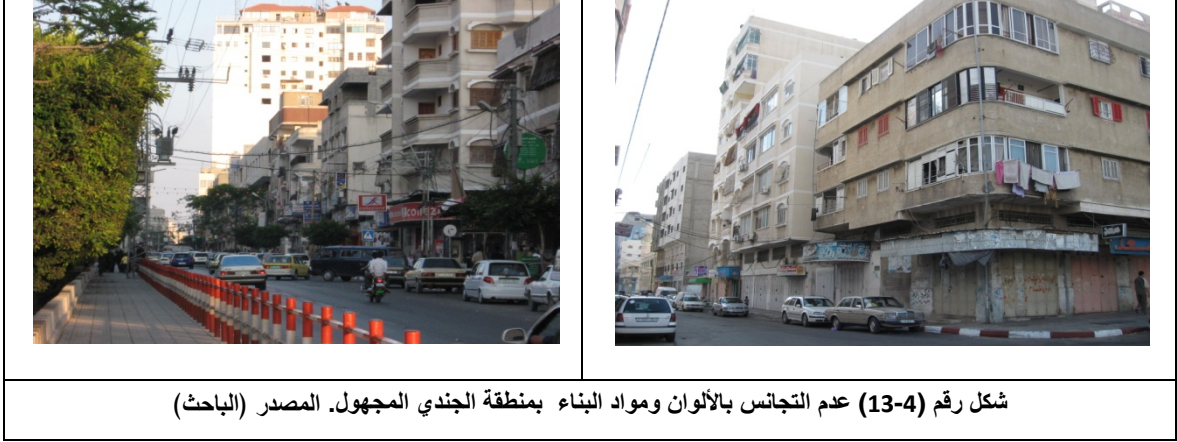 شكل رقم (4-13) عدم التجانس بالألوان ومواد البناء بمنطقة الجندي المجهول. المصدر (الباحث)